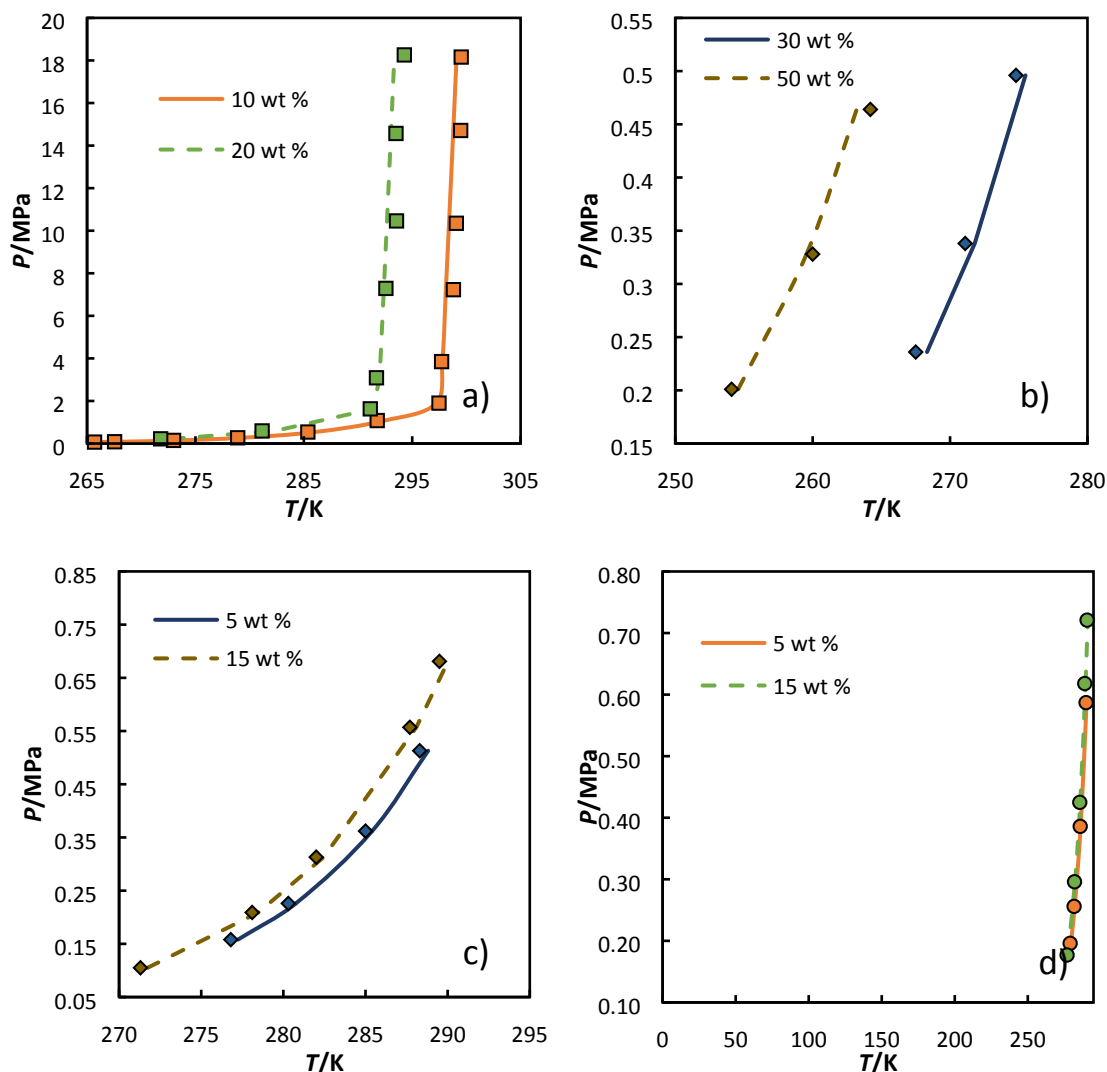 20
18
16
14
12
10
8
6
4
2
0
P/MPa
10 wt %
20 wt %
a)
265 275 285 295 305
T/K
0.55
0.5
0.45
0.4
0.35
0.3
0.25
0.2
0.15
P/MPa
30 wt %
50 wt %
b)
250 260 270 280
T/K
0.85
0.75
0.65
0.55
0.45
0.35
0.25
0.15
0.05
P/MPa
5 wt %
15 wt %
c)
270 275 280 285 290 295
T/K
0.80
0.70
0.60
0.50
0.40
0.30
0.20
0.10
P/MPa
5 wt %
15 wt %
d)
0 50 100 150 200 250
T/K